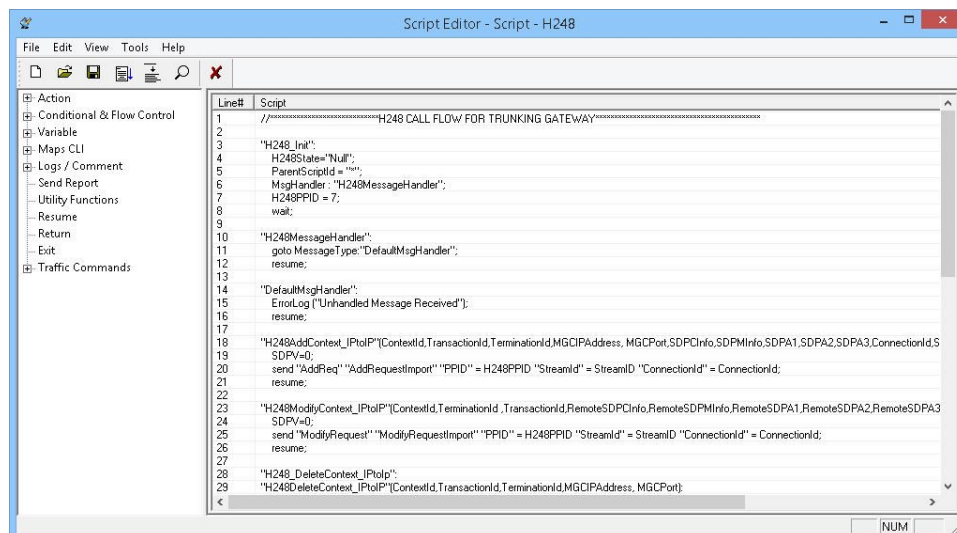 Script Editor - Script - H248
File Edit View Tools Help
Action
Conditional & Flow Control
Variable
Maps CLI
Logs / Comment
Send Report
Utility Functions
Resume
Return
Exit
Traffic Commands
Line# Script
1 //××××××××××××××××××××××××××××H248 CALL FLOW FOR TRUNKING GATEWAY××××××××××××××××××××××××××××××××××××××××××
2
3 "H248_Init":
4 H248State="Null";
5 ParentScriptId = "*";
6 MsgHandler : "H248MessageHandler";
7 H248PPID = 7;
8 wait;
9
10 "H248MessageHandler":
11 goto MessageType:"DefaultMsgHandler";
12 resume;
13
14 "DefaultMsgHandler":
15 ErrorLog ("Unhandled Message Received");
16 resume;
17
18 "H248AddContext_IPtoIP"(ContextId,TransactionId,TerminationId,MGCIPAddress, MGCPort,SDPCInfo,SDPMInfo,SDPA1,SDPA2,SDPA3,ConnectionId,S
19 SDPV=0;
20 send "AddReq" "AddRequestImport" "PPID" = H248PPID "StreamId" = StreamID "ConnectionId" = ConnectionId;
21 resume;
22
23 "H248ModifyContext_IPtoIP"(ContextId,TerminationId ,TransactionId,RemoteSDPCInfo,RemoteSDPMInfo,RemoteSDPA1,RemoteSDPA2,RemoteSDPA3
24 SDPV=0;
25 send "ModifyRequest" "ModifyRequestImport" "PPID" = H248PPID "StreamId" = StreamID "ConnectionId" = ConnectionId;
26 resume;
27
28 "H248_DeleteContext_IPtoIp":
29 "H248DeleteContext_IPtoIP"(ContextId,TransactionId,TerminationId,MGCIPAddress, MGCPort):
NUM